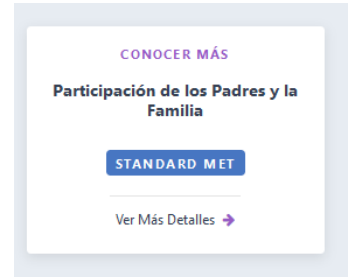 CONOCER MÁS
Participación de los Padres y la
Familia
STANDARD MET
Ver Más Detalles